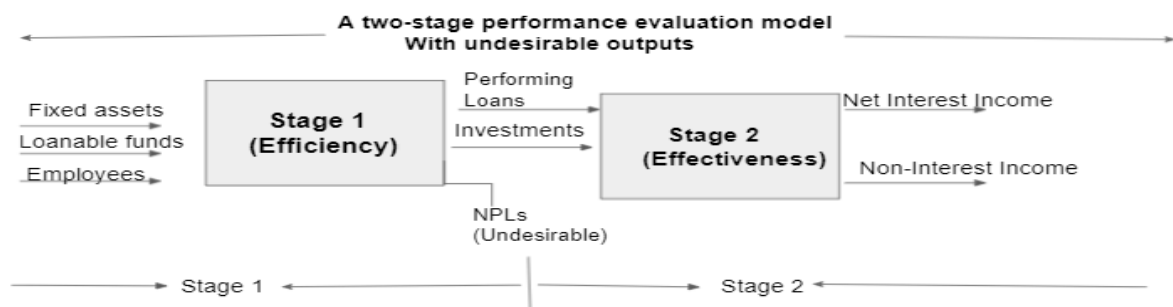 A two-stage performance evaluation model
With undesirable outputs
Fixed assets
Loanable funds
Employees
Stage 1
(Efficiency)
Performing
Loans
Investments
NPLs
(Undesirable)
Stage 2
(Effectiveness)
Net Interest Income
Non-Interest Income
Stage 1
Stage 2